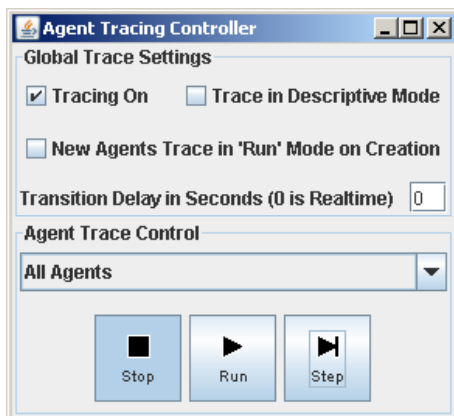 Agent Tracing Controller
Global Trace Settings
Tracing On Trace in Descriptive Mode
New Agents Trace in 'Run' Mode on Creation
Transition Delay in Seconds (0 is Realtime) 0
Agent Trace Control
All Agents
Stop Run Step